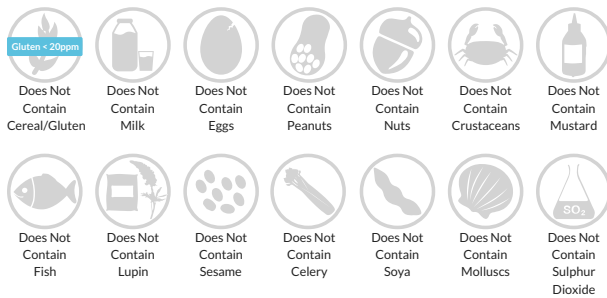 Gluten < 20ppm
Does Not
Contain
Cereal/Gluten
Does Not
Contain
Milk
Does Not
Contain
Eggs
Does Not
Contain
Peanuts
Does Not
Contain
Nuts
Does Not
Contain
Crustaceans
Does Not
Contain
Mustard
SO₂
Does Not
Contain
Fish
Does Not
Contain
Lupin
Does Not
Contain
Sesame
Does Not
Contain
Celery
Does Not
Contain
Soya
Does Not
Contain
Molluscs
Does Not
Contain
Sulphur
Dioxide